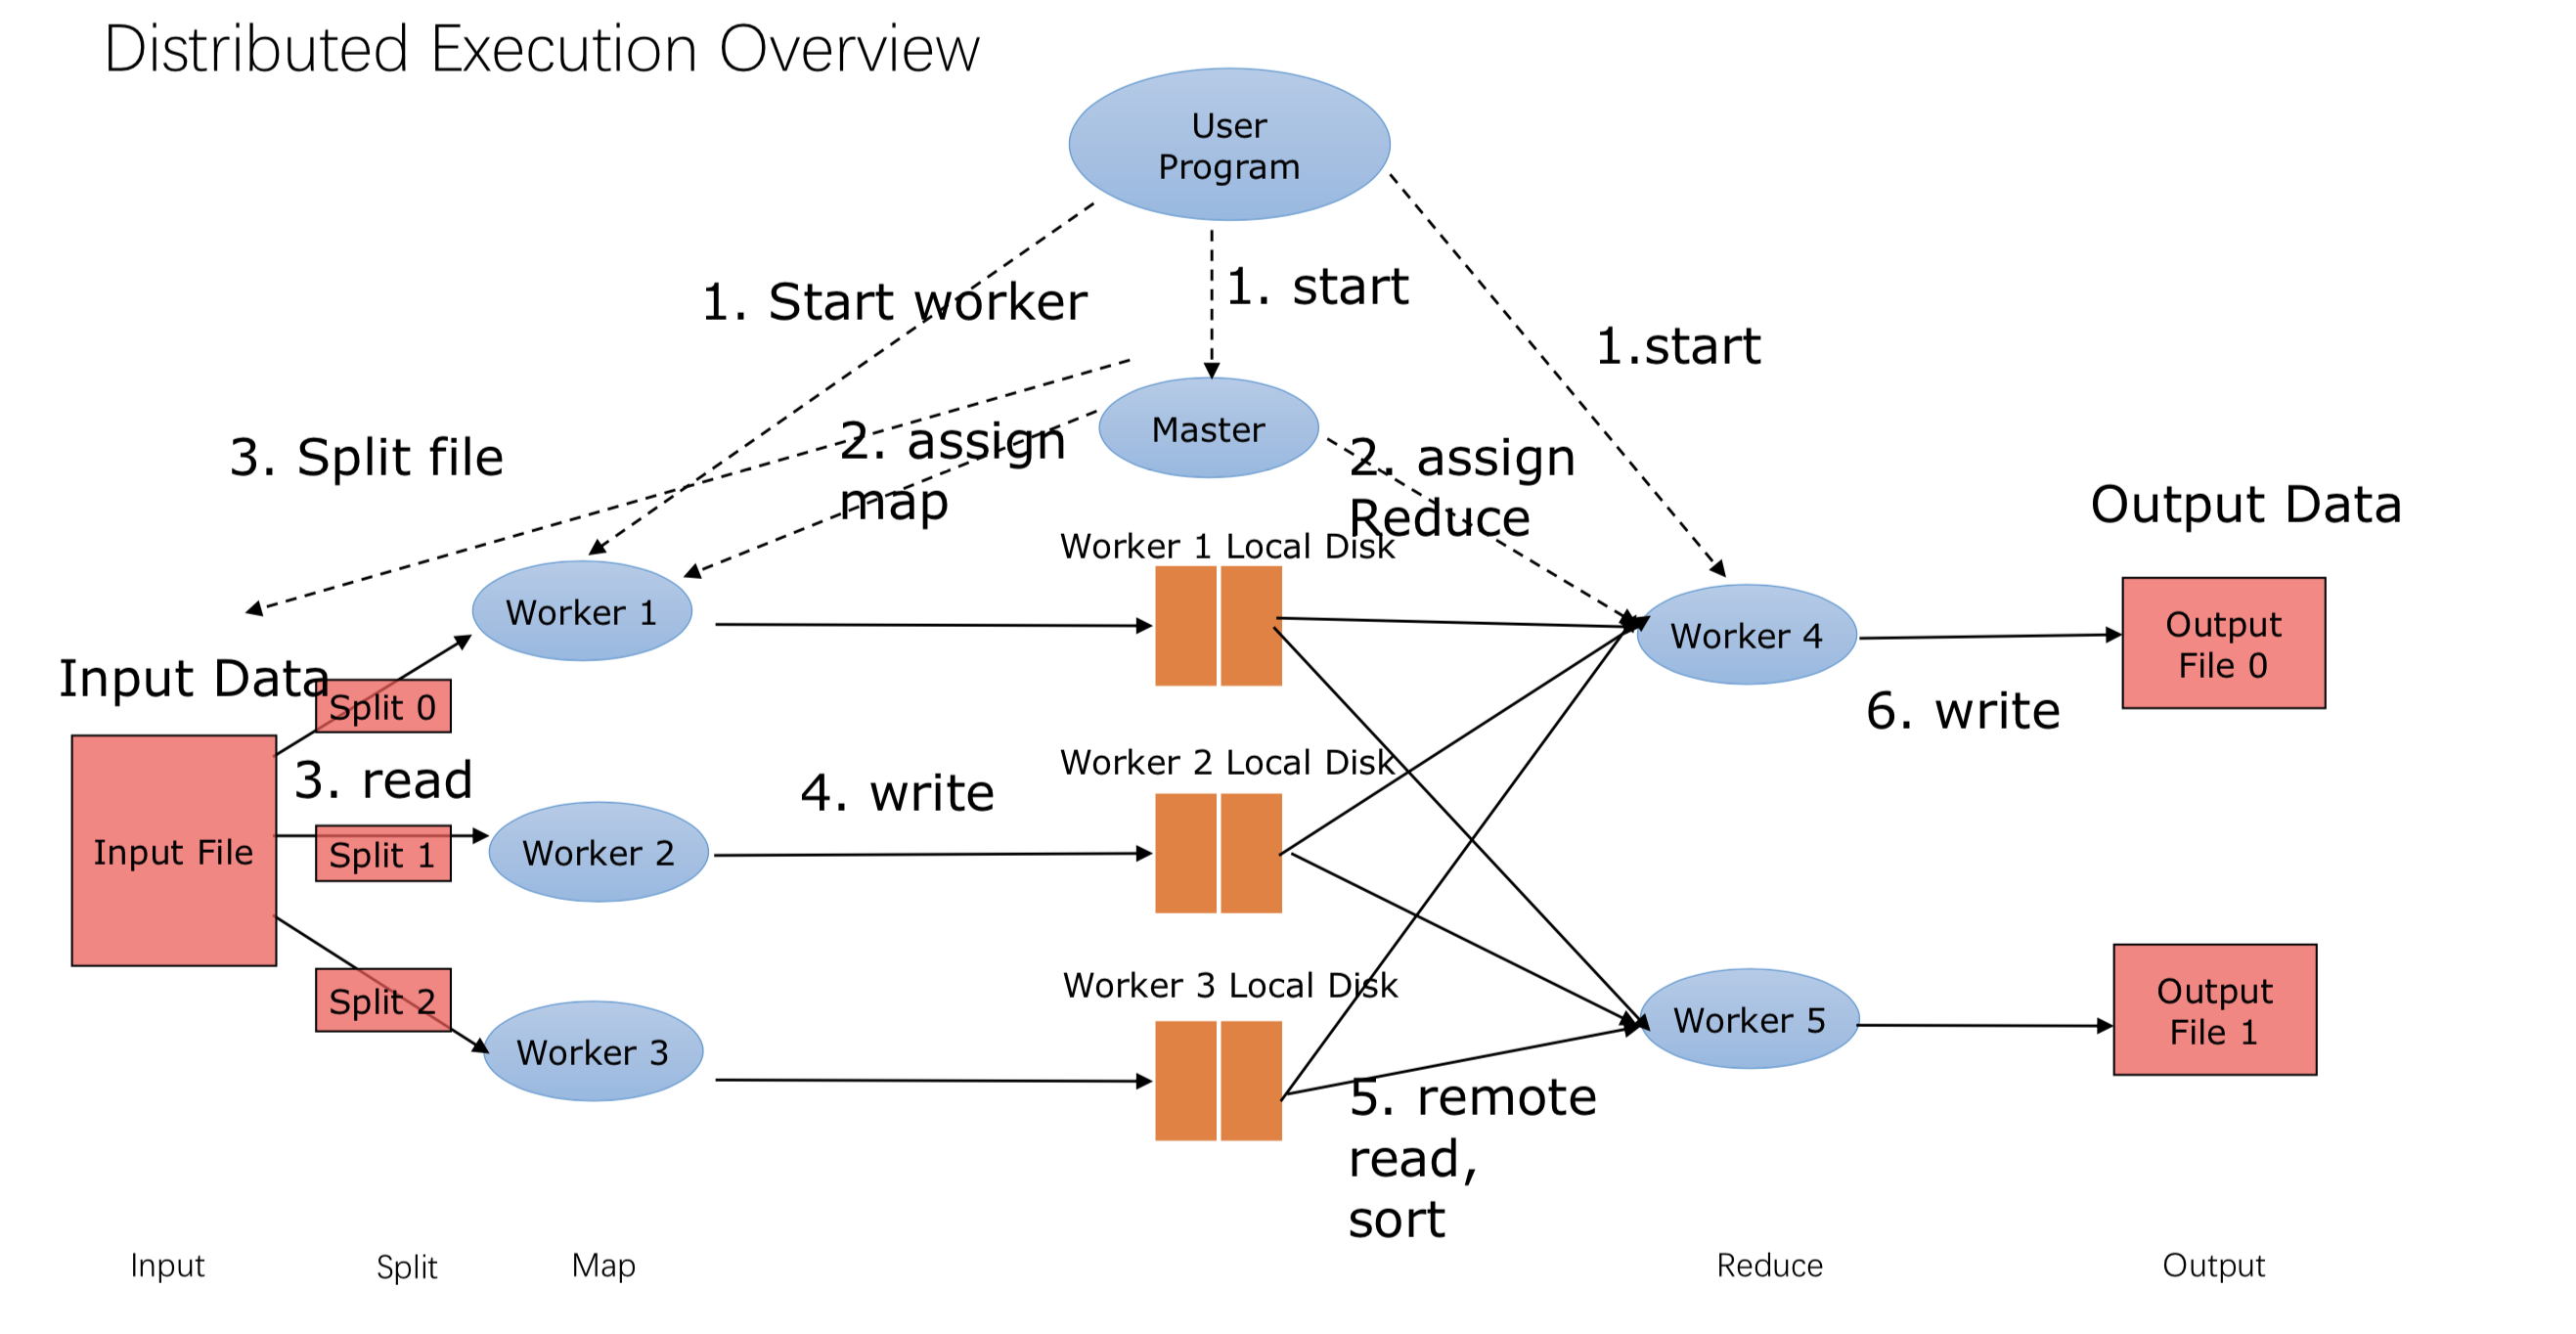 Distributed Execution Overview
User
Program
1. Start worker
1. start
1.start
3. Split file
2. assign
map
Master
2. assign
Reduce
Output Data
Worker 1 Local Disk
Worker 1
Worker 4
Output
File 0
Input Data
Split 0
6. write
3. read
4. write
Worker 2 Local Disk
Input File
Split 1
Worker 2
Worker 3 Local Disk
Split 2
Worker 3
Worker 5
Output
File 1
5. remote
read,
sort
Input
Split
Map
Reduce
Output